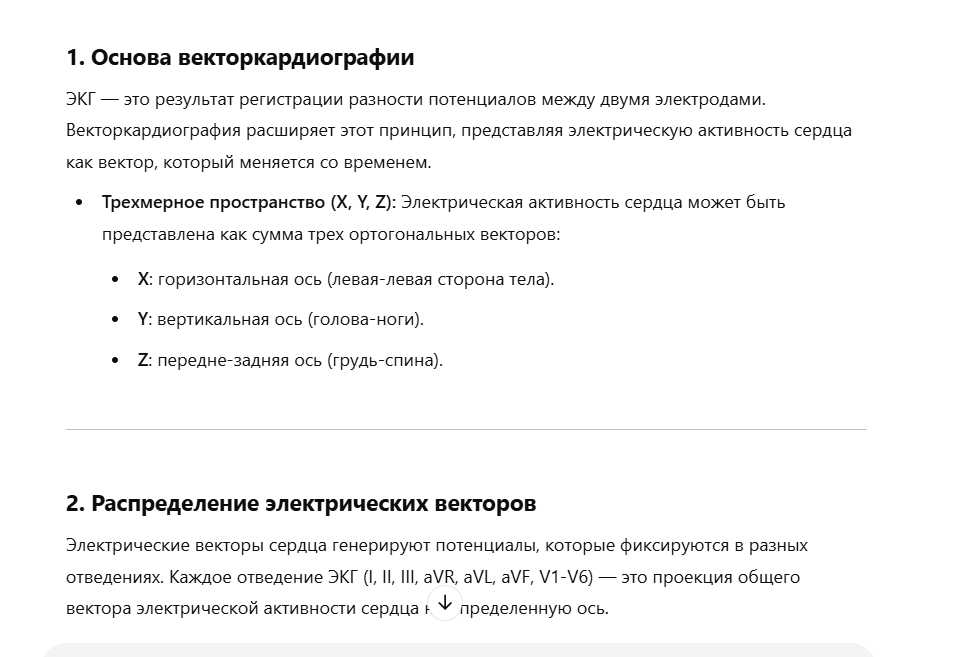 1. Основа векторкардиографии
ЭКГ — это результат регистрации разности потенциалов между двумя электродами.
Векторкардиография расширяет этот принцип, представляя электрическую активность сердца
как вектор, который меняется со временем.
• Трехмерное пространство (X, Y, Z): Электрическая активность сердца может быть
представлена как сумма трех ортогональных векторов:
• X: горизонтальная ось (левая-левая сторона тела).
• Y: вертикальная ось (голова-ноги).
• Z: передне-задняя ось (грудь-спина).
2. Распределение электрических векторов
Электрические векторы сердца генерируют потенциалы, которые фиксируются в разных
отведениях. Каждое отведение ЭКГ (I, II, III, aVR, aVL, aVF, V1-V6) — это проекция общего
вектора электрической активности сердца пределенную ось.